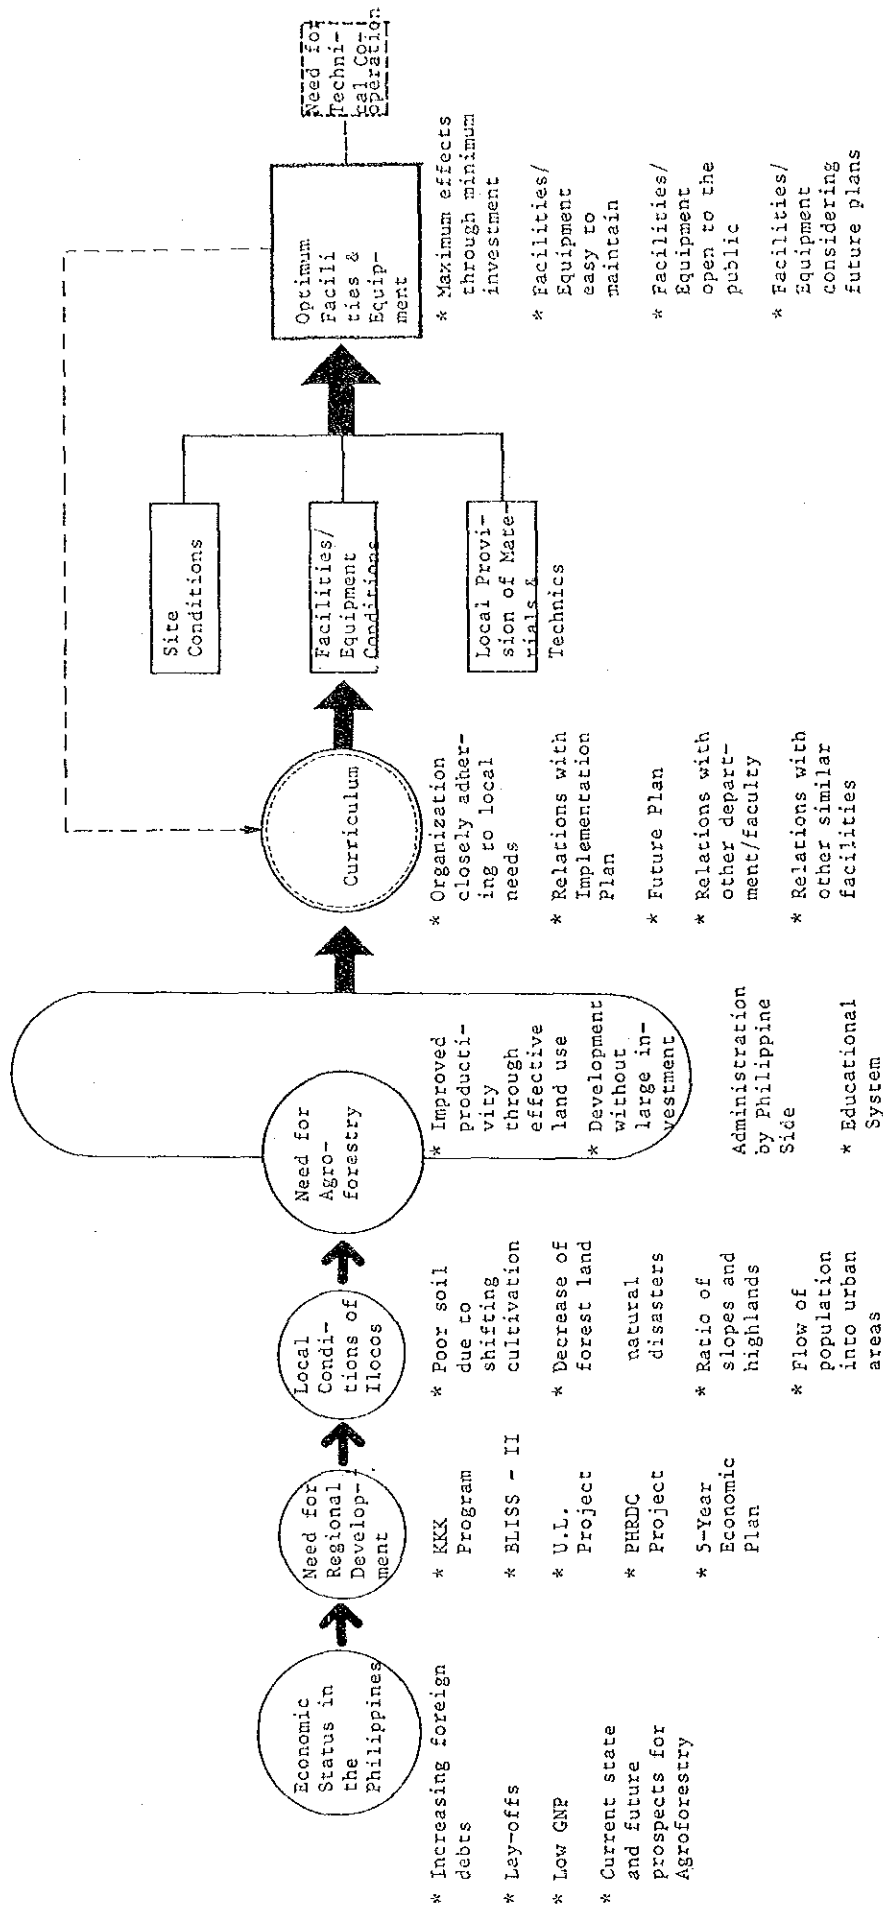 Economic
Status in
the
Philippines
* Increasing foreign
debts
* Ley-offs
* Low GNP
* Current state
and future
prospects for
Agroforestry
Need for
Regional
Develop-
ment
* KKK
Program
* BLISS - II
* U.L.
Project
* PHRDC
Project
* 5-Year
Economic
Plan
Local
Condi-
tions of
Ilocos
* Poor soil
due to
shifting
cultivation
* Decrease of
forest land
natural
disasters
* Ratio of
slopes and
highlands
* Flow of
population
into urban
areas
Need for
Agro-
forestry
* Improved
producti-
vity
through
effective
land use
* Development
without
large in-
vestment
Administration
by Philippine
Side
* Educational
System
Curriculum
* Organization
closely adher-
ing to local
needs
* Relations with
Implementation
Plan
* Future Plan
* Relations with
other depart-
ment/faculty
* Relations with
other similar
facilities
Site
Conditions
Facilities/
Equipment
Conditions
Local Provi-
sion of Mate-
rials &
Technics
Optimum
Facili
ties &
Equip-
ment
* Maximum effects
through minimum
investment
* Facilities/
Equipment
easy to
maintain
* Facilities/
Equipment
open to the
public
* Facilities/
Equipment
considering
future plans
Need for
Techni-
cal Co-
operation